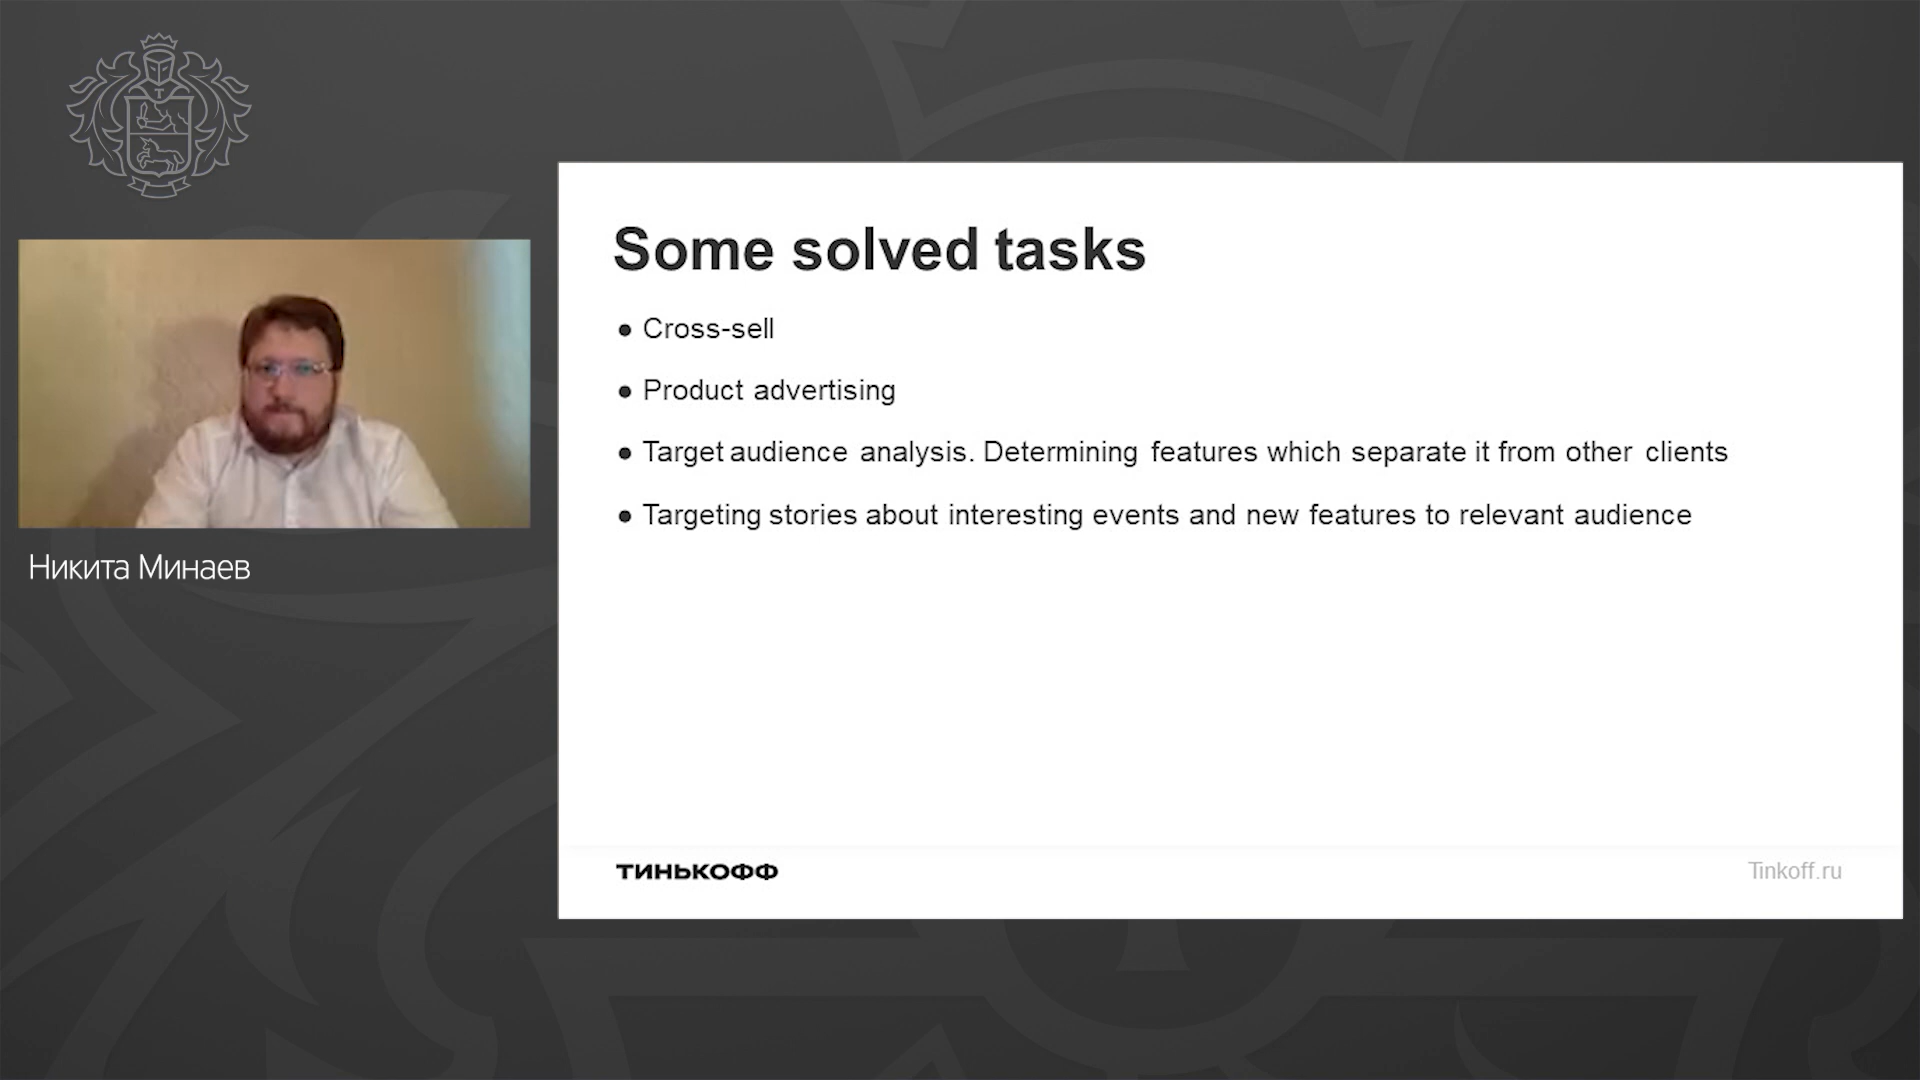 Никита Минаев
Some solved tasks
● Cross-sell
● Product advertising
● Target audience analysis. Determining features which separate it from other clients
● Targeting stories about interesting events and new features to relevant audience
ТИНЬКОФФ
Tinkoff.ru